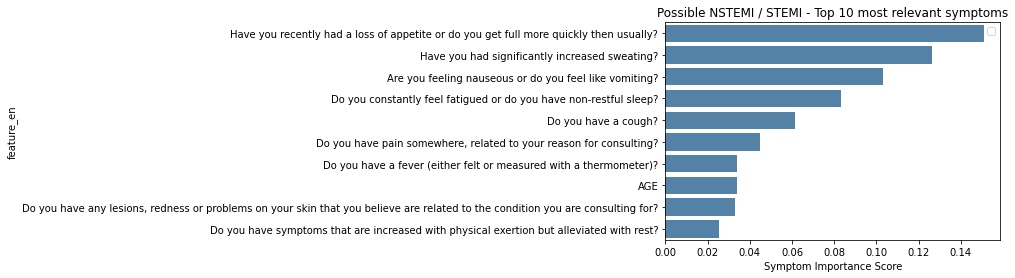 Possible NSTEMI / STEMI - Top 10 most relevant symptoms
feature_en
Have you recently had a loss of appetite or do you get full more quickly then usually?
Have you had significantly increased sweating?
Are you feeling nauseous or do you feel like vomiting?
Do you constantly feel fatigued or do you have non-restful sleep?
Do you have a cough?
Do you have pain somewhere, related to your reason for consulting?
Do you have a fever (either felt or measured with a thermometer)?
AGE
Do you have any lesions, redness or problems on your skin that you believe are related to the condition you are consulting for?
Do you have symptoms that are increased with physical exertion but alleviated with rest?
0.00 0.02 0.04 0.06 0.08 0.10 0.12 0.14
Symptom Importance Score